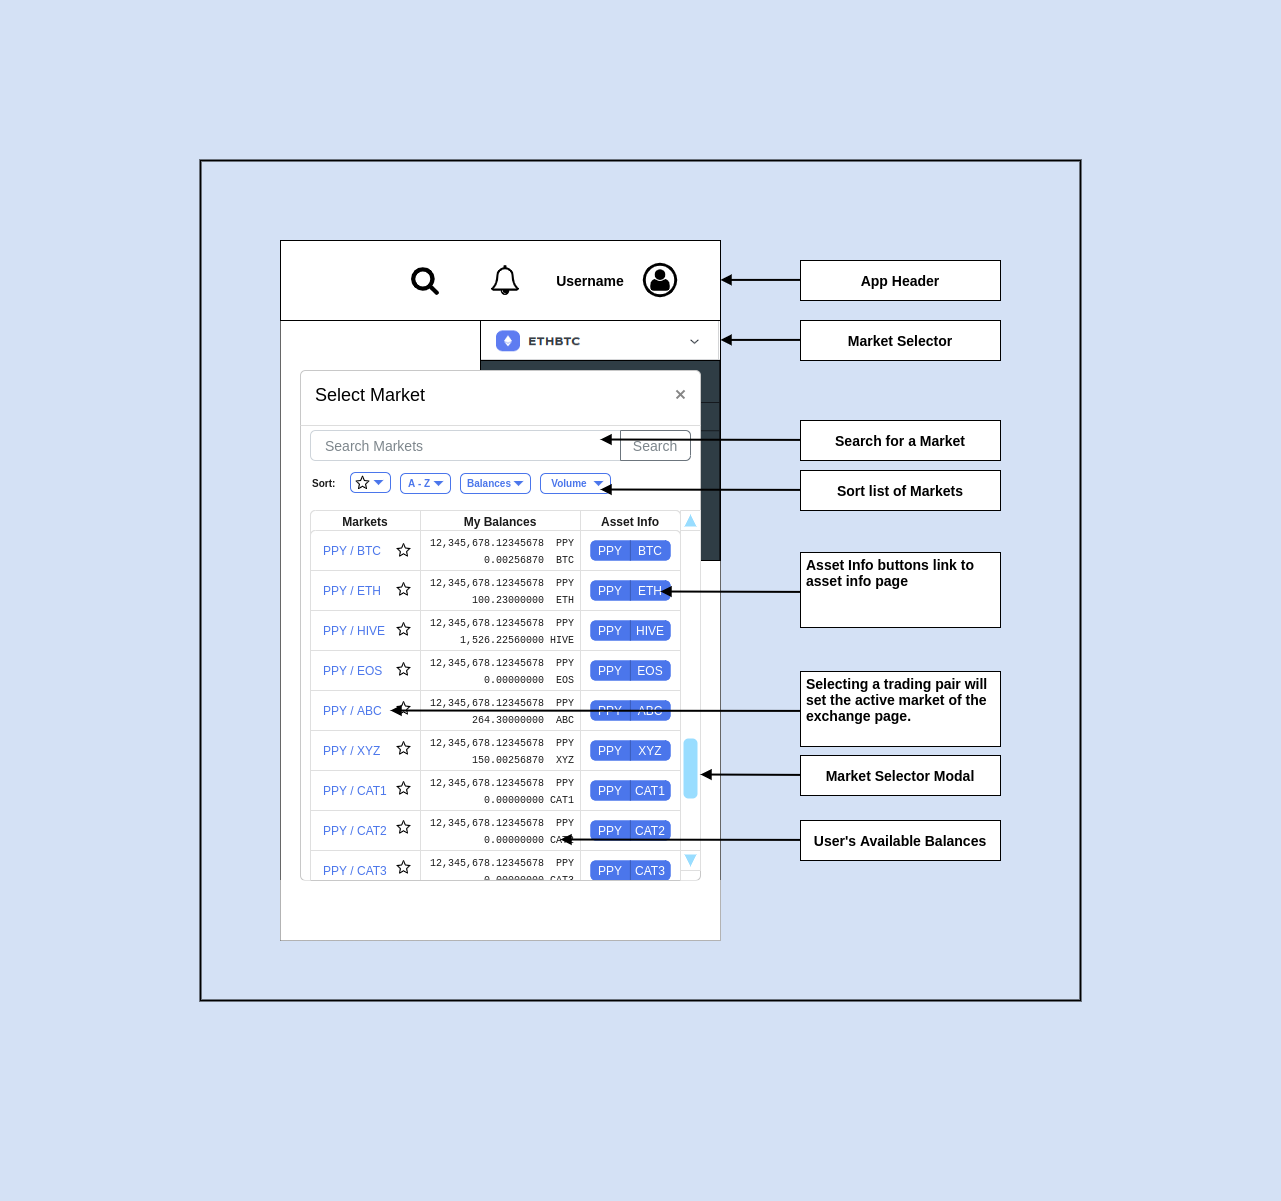 Username
App Header
ETHBTC
Market Selector
Select Market ×
Search Markets Search
Search for a Market
Sort: A - Z Balances Volume
Sort list of Markets
Markets My Balances Asset Info
PPY / BTC 12,345,678.12345678 PPY PPY BTC
0.00256870 BTC
PPY / ETH 12,345,678.12345678 PPY PPY ETH
100.23000000 ETH
Asset Info buttons link to
asset info page
PPY / HIVE 12,345,678.12345678 PPY PPY HIVE
1,526.22560000 HIVE
PPY / EOS 12,345,678.12345678 PPY PPY EOS
0.00000000 EOS
PPY / ABC 12,345,678.12345678 PPY PPY ABC
264.30000000 ABC
Selecting a trading pair will
set the active market of the
exchange page.
PPY / XYZ 12,345,678.12345678 PPY PPY XYZ
150.00256870 XYZ
Market Selector Modal
PPY / CAT1 12,345,678.12345678 PPY PPY CAT1
0.00000000 CAT1
PPY / CAT2 12,345,678.12345678 PPY PPY CAT2
0.00000000 CAT2
User's Available Balances
PPY / CAT3 12,345,678.12345678 PPY PPY CAT3
0.00000000 CAT3